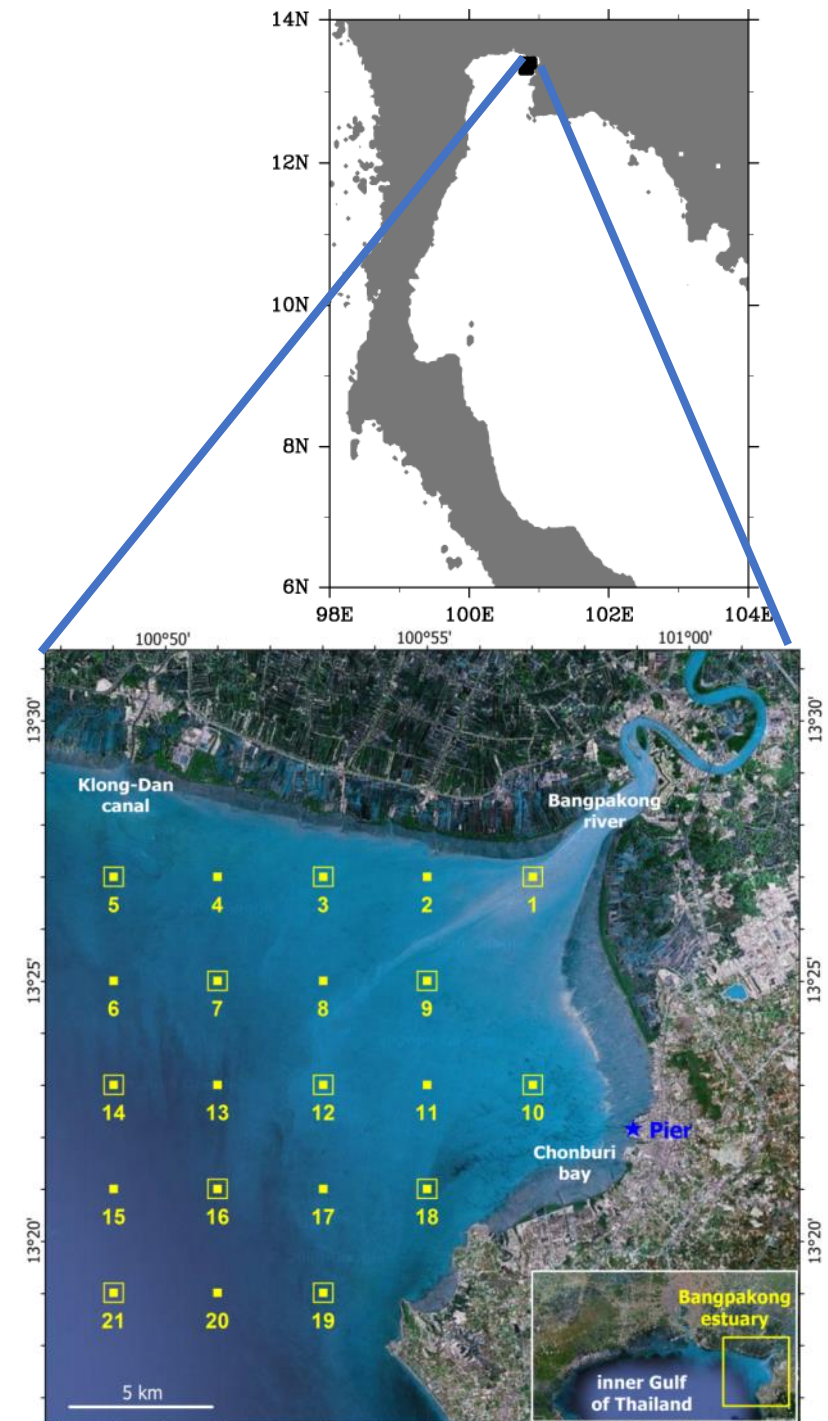 14N
12N
10N
8N
6N
98E
100E
102E
104E
100°50'
100°55'
101°00'
13°30'
13°30'
Klong-Dan
canal
Bangpakong
river
5
4
3
2
1
13°25'
13°25'
6
7
8
9
14
13
12
11
10
Pier
Chonburi
bay
15
16
17
18
13°20'
13°20'
21
20
19
Bangpakong
estuary
inner Gulf
of Thailand
5 km